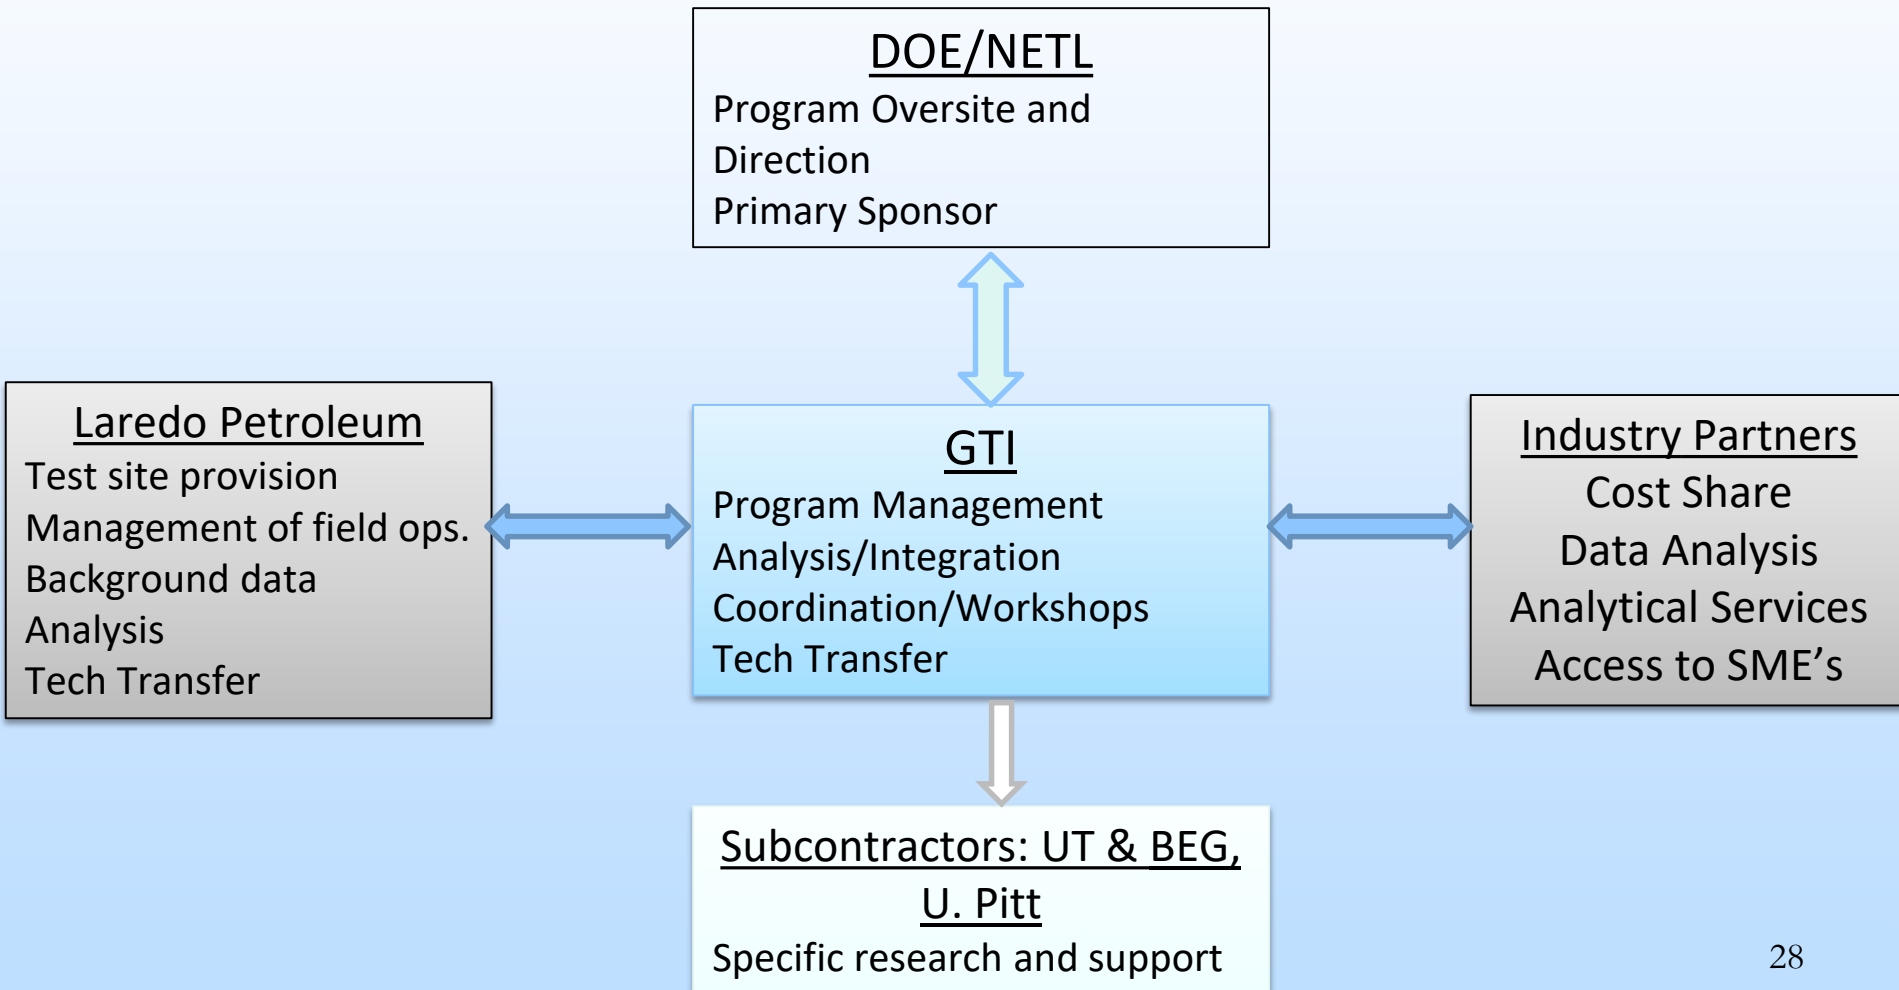 DOE/NETL
Program Oversite and
Direction
Primary Sponsor
Laredo Petroleum
Test site provision
Management of field ops.
Background data
Analysis
Tech Transfer
GTI
Program Management
Analysis/Integration
Coordination/Workshops
Tech Transfer
Industry Partners
Cost Share
Data Analysis
Analytical Services
Access to SME's
Subcontractors: UT & BEG,
U. Pitt
Specific research and support
28